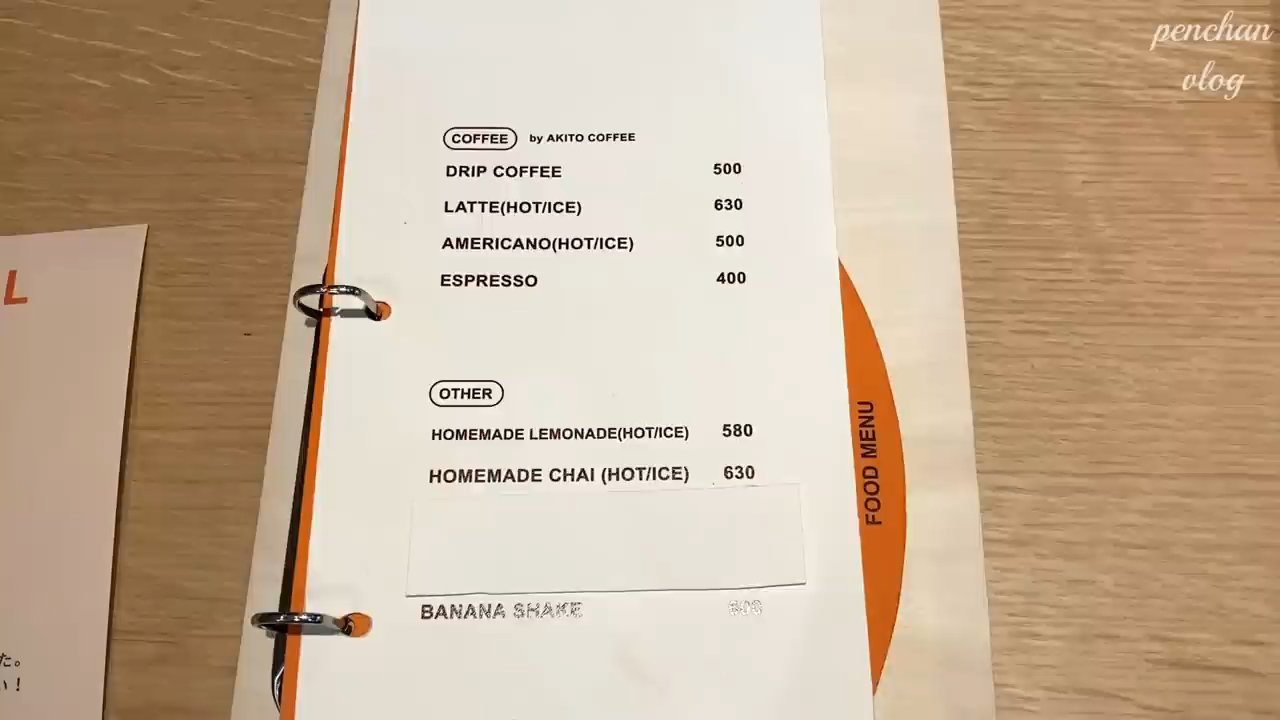 penchan
vlog
COFFEE by AKITO COFFEE
DRIP COFFEE 500
LATTE(HOT/ICE) 630
AMERICANO(HOT/ICE) 500
ESPRESSO 400
OTHER
HOMEMADE LEMONADE(HOT/ICE) 580
HOMEMADE CHAI (HOT/ICE) 630
BANANA SHAKE
FOOD MENU
L
た。
い!